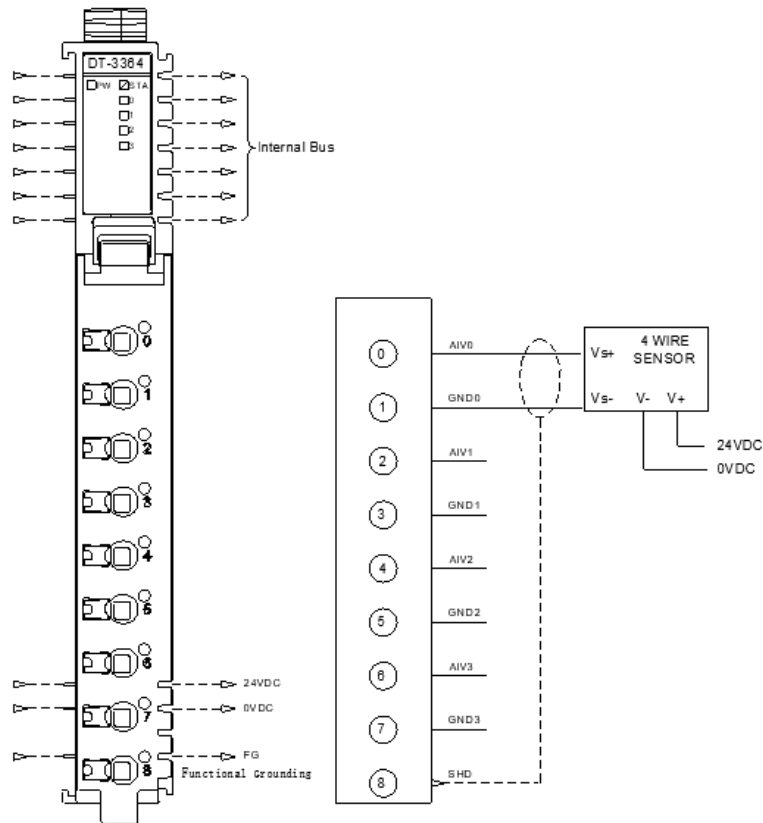 DT-3364
PW STA
0
1
2
3
Internal Bus
0
1
2
3
4
5
6
7
8
24VDC
0VDC
FG
Functional Grounding
0 AIV0
1 GND0
2 AIV1
3 GND1
4 AIV2
5 GND2
6 AIV3
7 GND3
8 SHD
4 WIRE
SENSOR
Vs+
Vs- V- V+
24VDC
0VDC